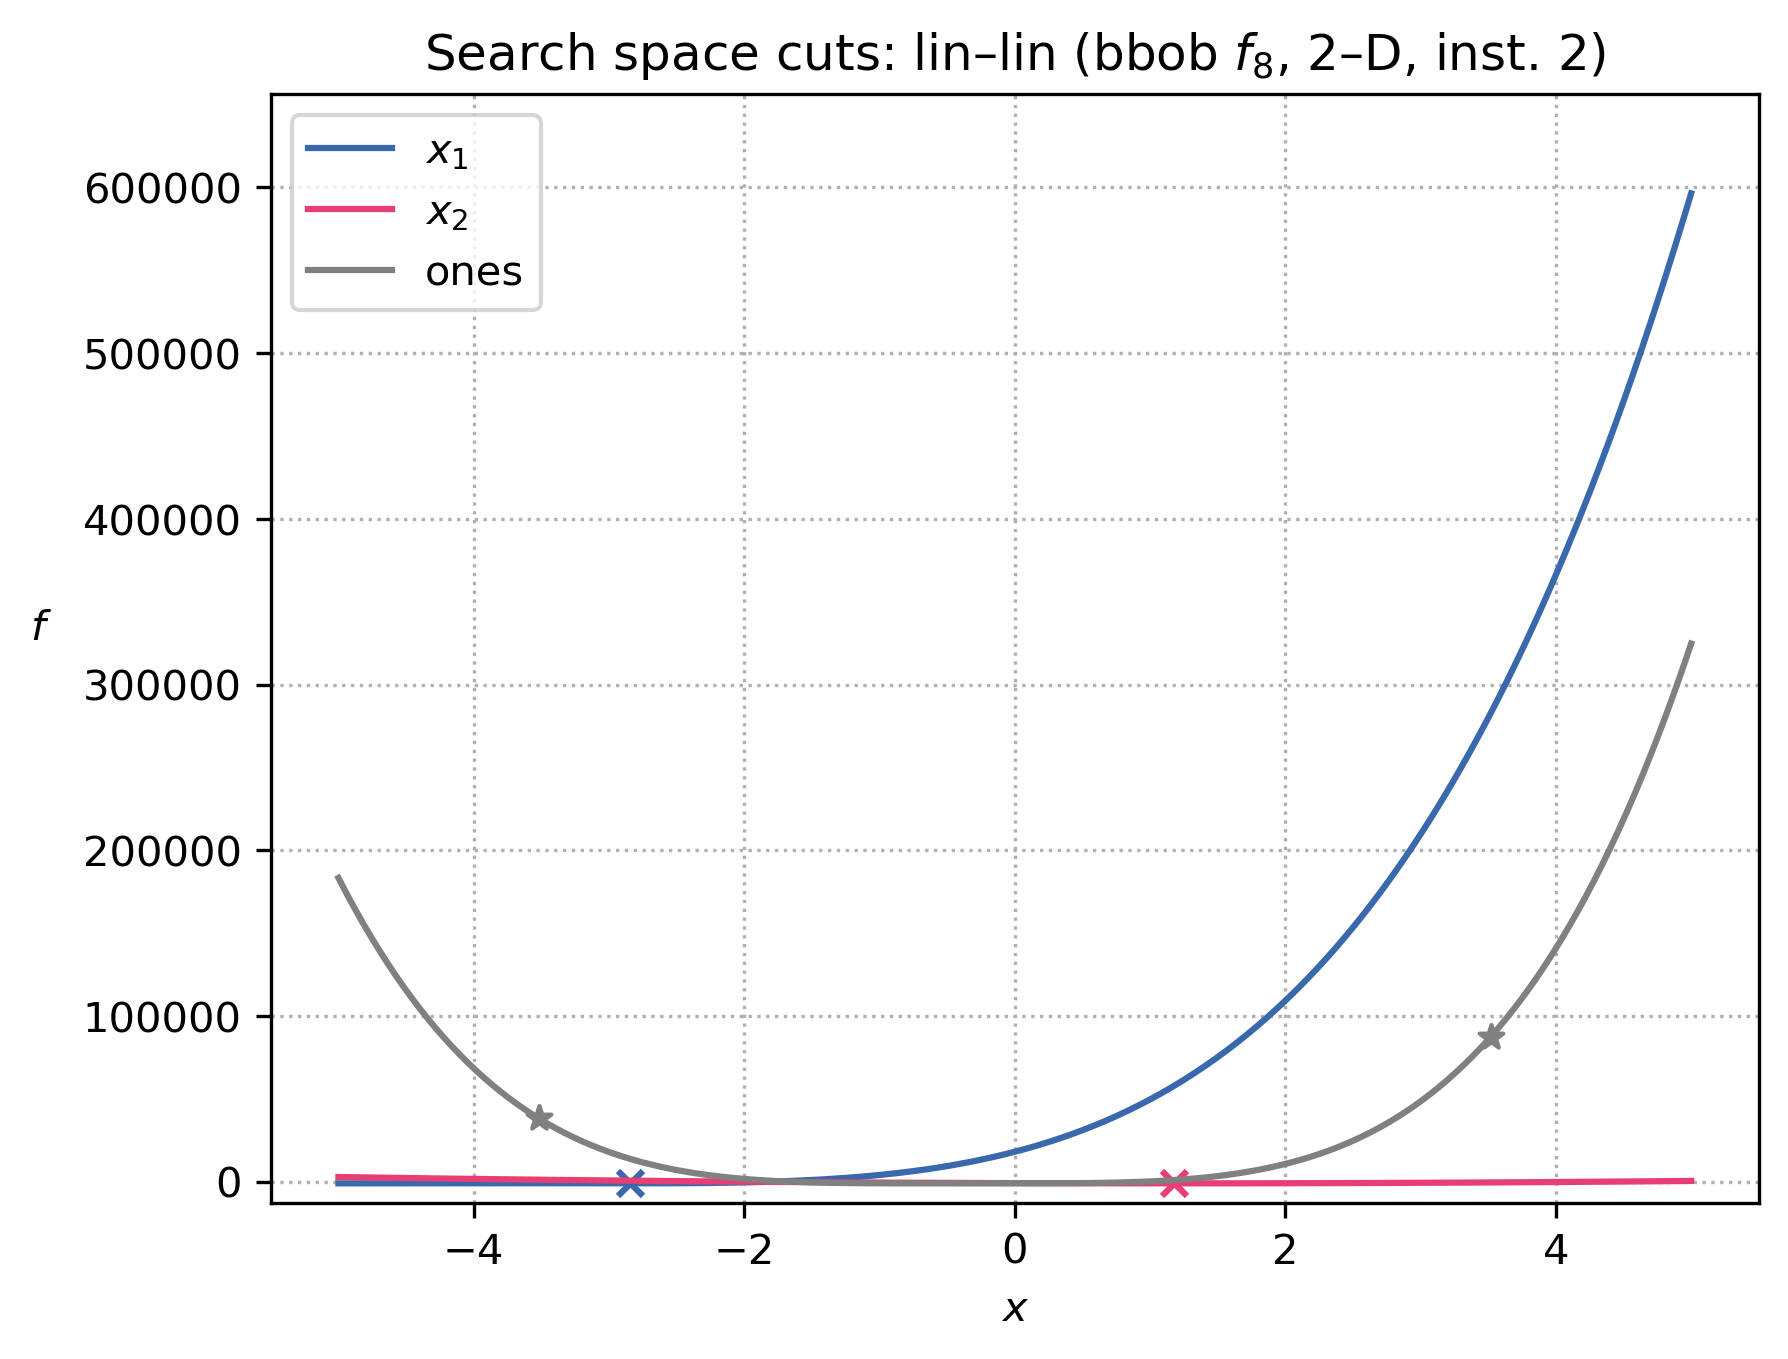 Search space cuts: lin–lin (bbob f₈, 2–D, inst. 2)
x₁
x₂
ones
600000
500000
400000
300000
200000
100000
0
f
−4 −2 0 2 4
x